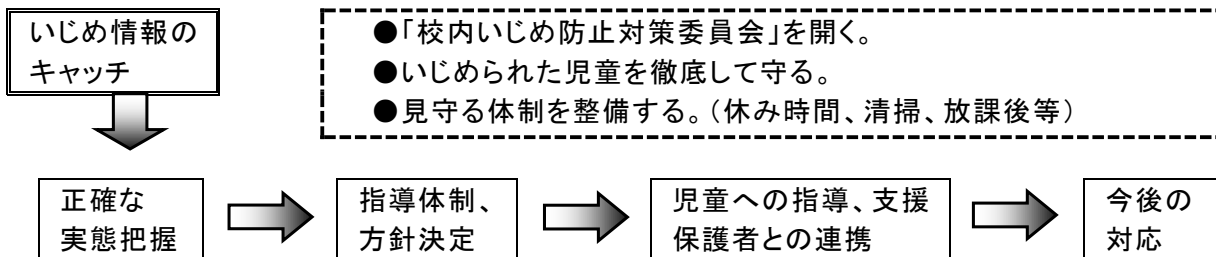 いじめ情報の
キャッチ
●「校内いじめ防止対策委員会」を開く。
●いじめられた児童を徹底して守る。
●見守る体制を整備する。（休み時間、清掃、放課後等）
正確な
実態把握
指導体制、
方針決定
児童への指導、支援
保護者との連携
今後の
対応